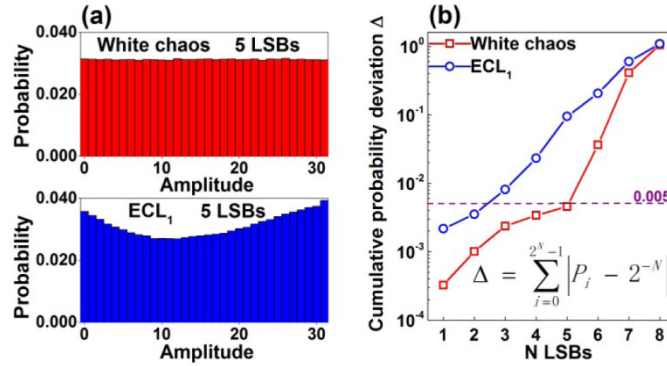 (a)
White chaos 5 LSBs
Probability
0.040
0.020
0.000
0 10 20 30
Amplitude
ECL1 5 LSBs
Probability
0.040
0.020
0.000
0 10 20 30
Amplitude
(b)
Cumulative probability deviation Δ
White chaos
ECL1
10^0
10^-1
10^-2
10^-3
10^-4
0.005
Δ = ∑_{i=0}^{2^N-1} |P_i - 2^{-N}|
1 2 3 4 5 6 7 8
N LSBs